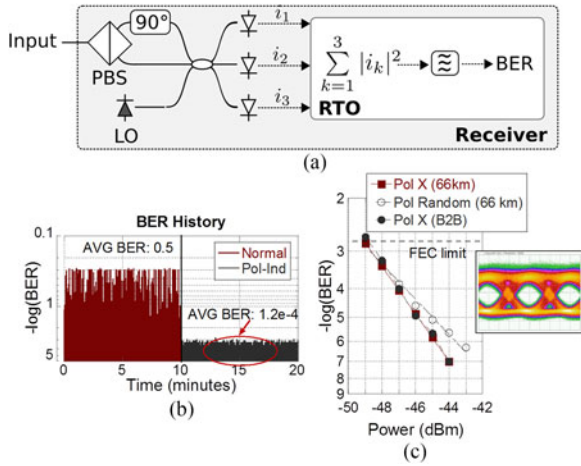 Input
90°
PBS
LO
i₁
i₂
i₃
3
∑ |iₖ|²
k=1
RTO
BER
Receiver
(a)
BER History
0.1
AVG BER: 0.5
Normal
Pol-Ind
1
AVG BER: 1.2e-4
5
-log(BER)
0 5 10 15 20
Time (minutes)
(b)
Pol X (66km)
Pol Random (66 km)
Pol X (B2B)
2
FEC limit
3
4
5
6
7
8
9
-log(BER)
-50 -48 -46 -44 -42
Power (dBm)
(c)